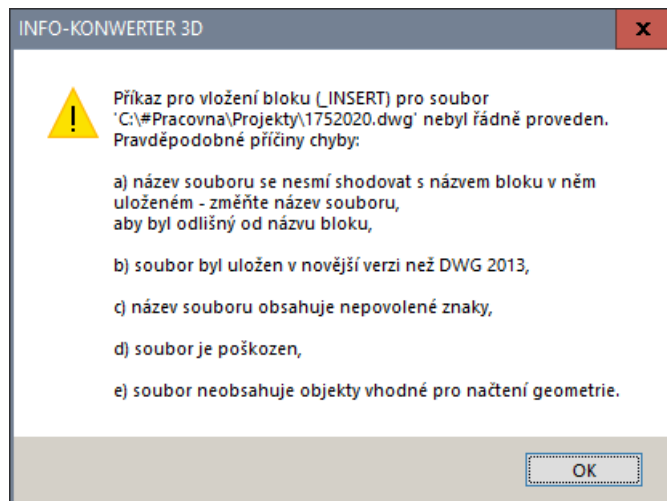 INFO-KONWERTER 3D
x
Příkaz pro vložení bloku (_INSERT) pro soubor
'C:\#Pracovna\Projekty\1752020.dwg' nebyl řádně proveden.
Pravděpodobné příčiny chyby:
a) název souboru se nesmí shodovat s názvem bloku v něm
uloženém - změňte název souboru,
aby byl odlišný od názvu bloku,
b) soubor byl uložen v novější verzi než DWG 2013,
c) název souboru obsahuje nepovolené znaky,
d) soubor je poškozen,
e) soubor neobsahuje objekty vhodné pro načtení geometrie.
OK